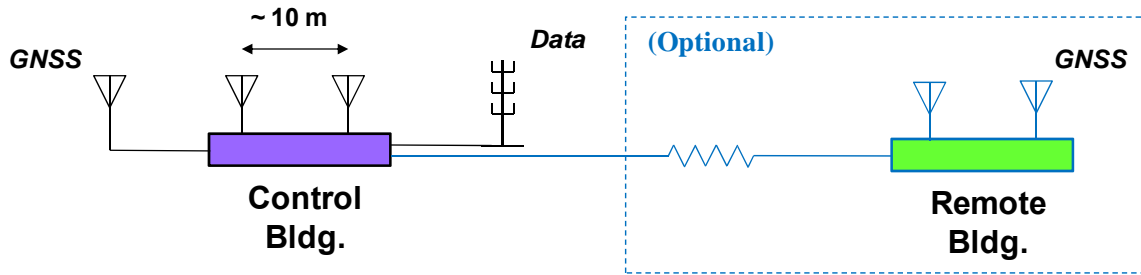 ~ 10 m
Data
(Optional)
GNSS
GNSS
Control
Bldg.
Remote
Bldg.